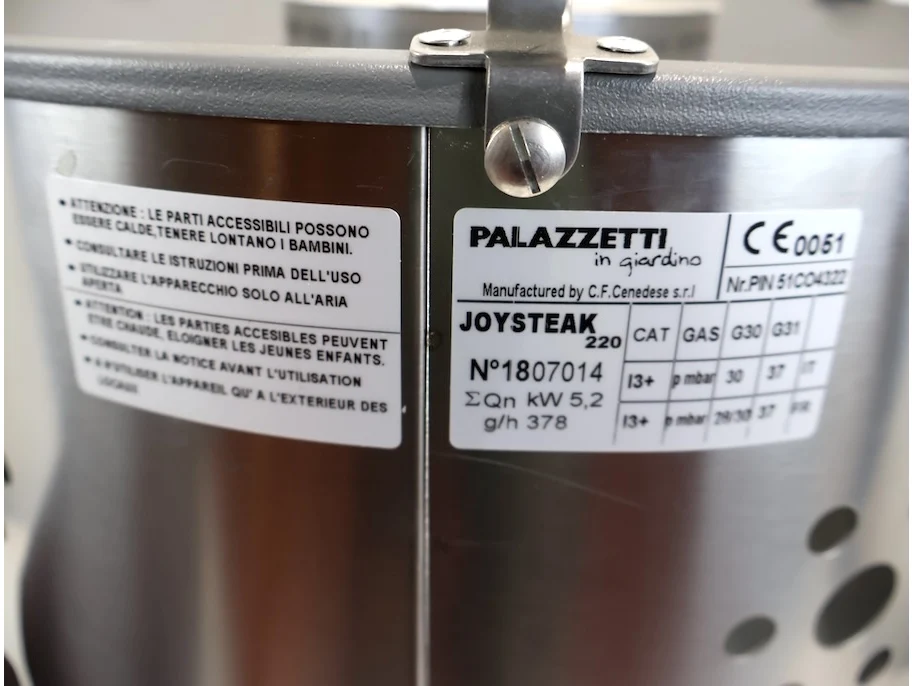 • ATTENZIONE : LE PARTI ACCESSIBILI POSSONO
ESSERE CALDE,TENERE LONTANO I BAMBINI.
• CONSULTARE LE ISTRUZIONI PRIMA DELL'USO
• UTILIZZARE L'APPARECCHIO SOLO ALL'ARIA
APERTA
• ATTENTION : LES PARTIES ACCESIBLES PEUVENT
ETRE CHAUDE, ELOIGNER LES JEUNES ENFANTS.
• CONSULTER LA NOTICE AVANT L'UTILISATION
• A N'UTILISER L'APPAREIL QU' A L'EXTERIEUR DES
LOCAUX
PALAZZETTI
in giardino
Manufactured by C.F.Cenedese s.r.l
CE 0051
Nr.PIN 51CO4322
JOYSTEAK 220
Nº1807014
ΣQn kW 5,2
g/h 378
CAT GAS G30 G31
I3+ p mbar 30 37 IT
I3+ p mbar 28/30 37 FR